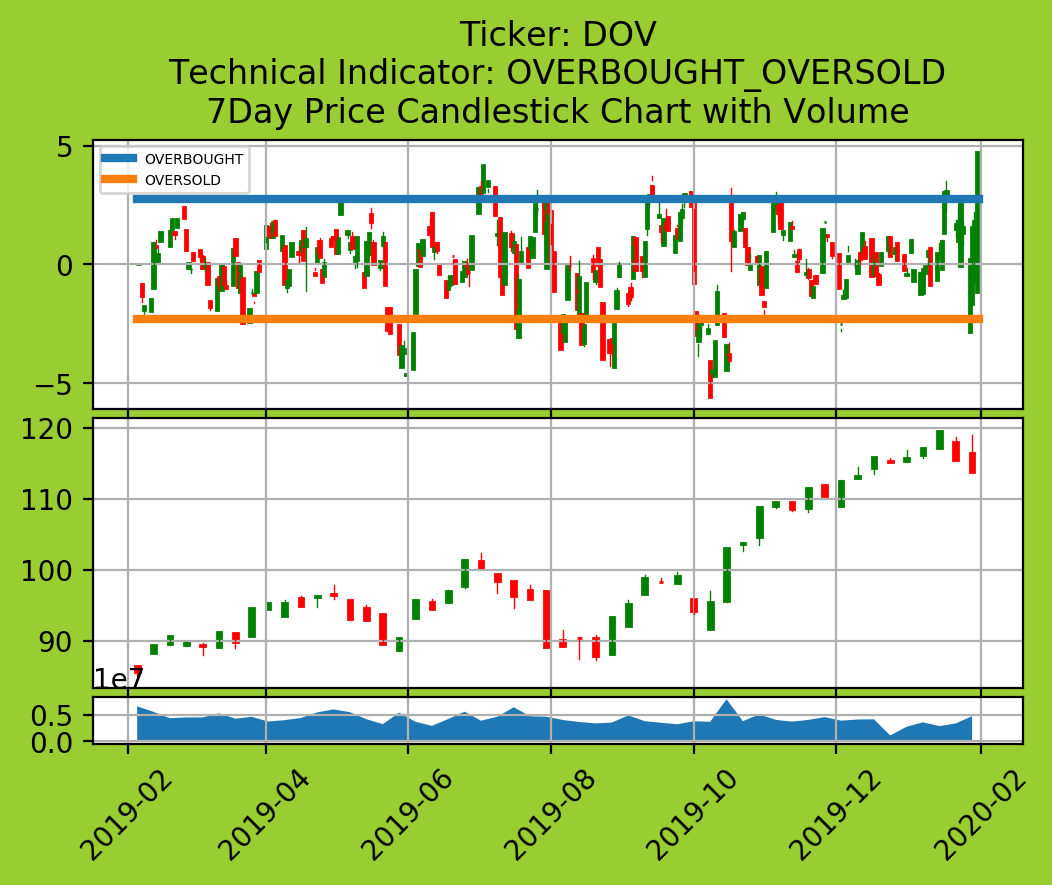 Ticker: DOV
Technical Indicator: OVERBOUGHT_OVERSOLD
7Day Price Candlestick Chart with Volume
OVERBOUGHT
OVERSOLD
5
0
−5
120
110
100
90
1e7
0.5
0.0
2019-02
2019-04
2019-06
2019-08
2019-10
2019-12
2020-02